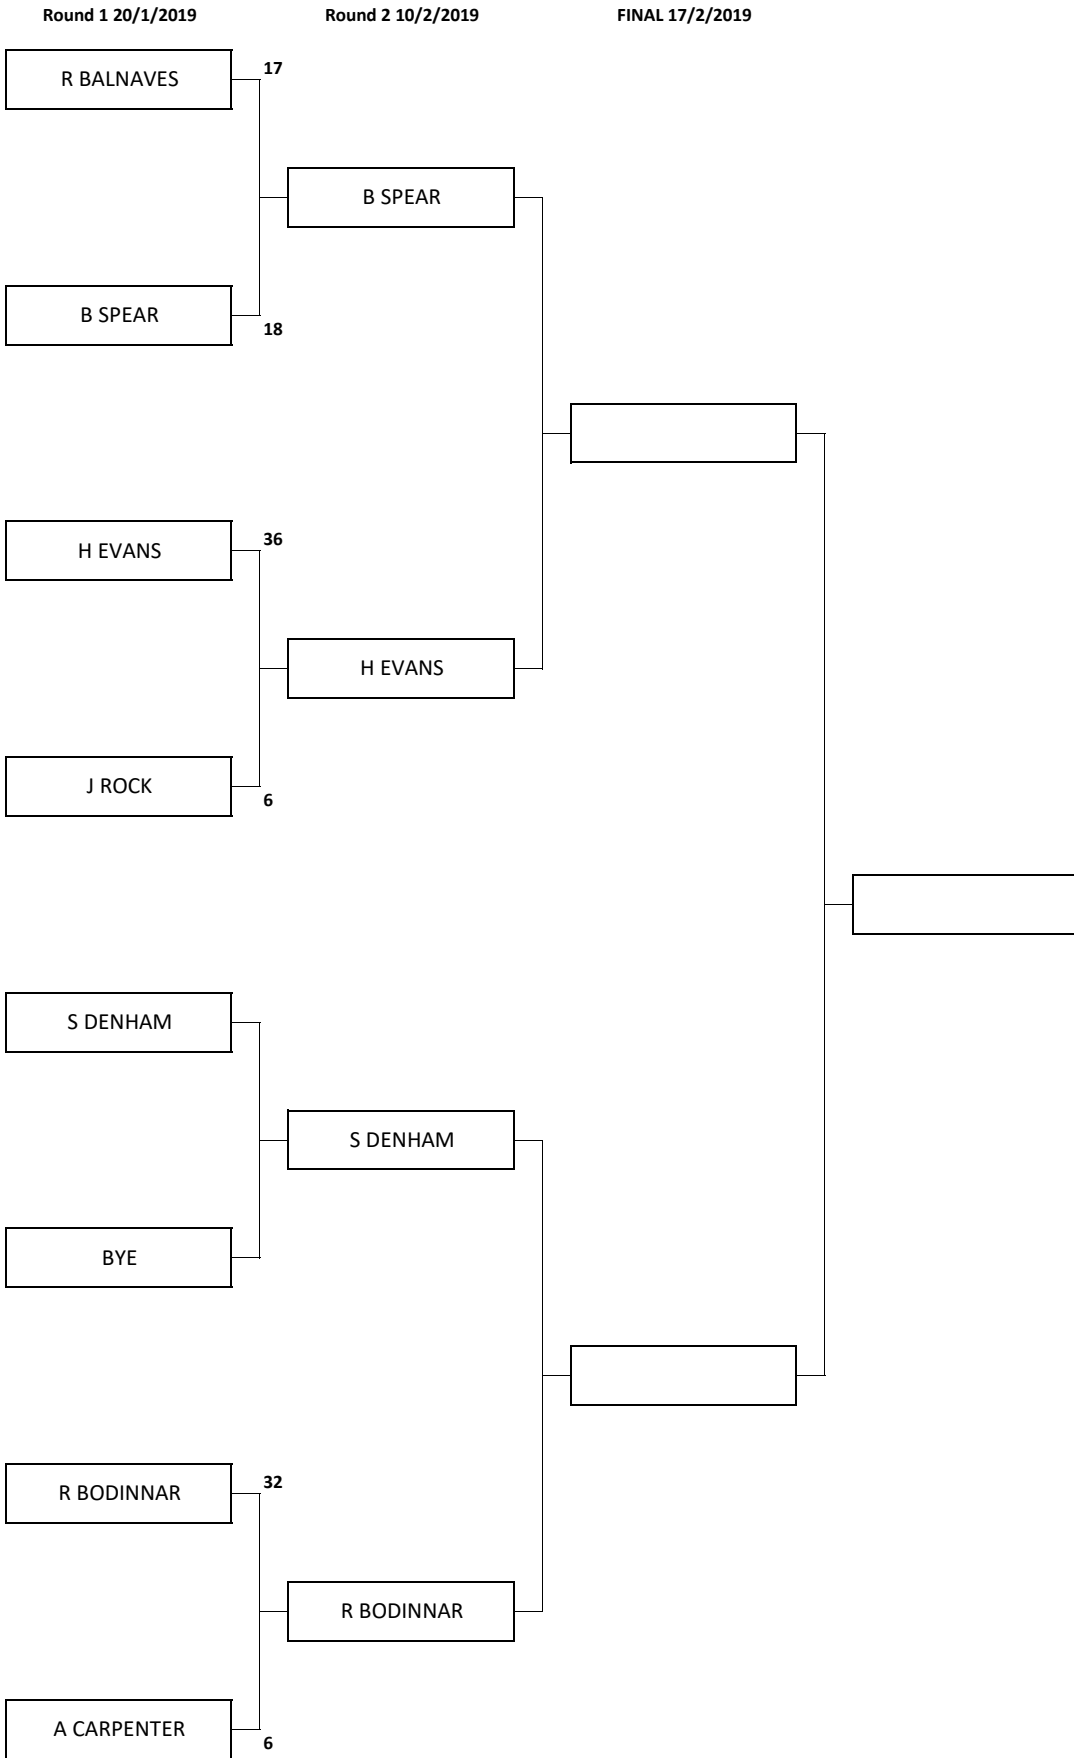 Round 1 20/1/2019
Round 2 10/2/2019
FINAL 17/2/2019
R BALNAVES
17
B SPEAR
B SPEAR
18
H EVANS
36
H EVANS
J ROCK
6
S DENHAM
S DENHAM
BYE
R BODINNAR
32
R BODINNAR
A CARPENTER
6